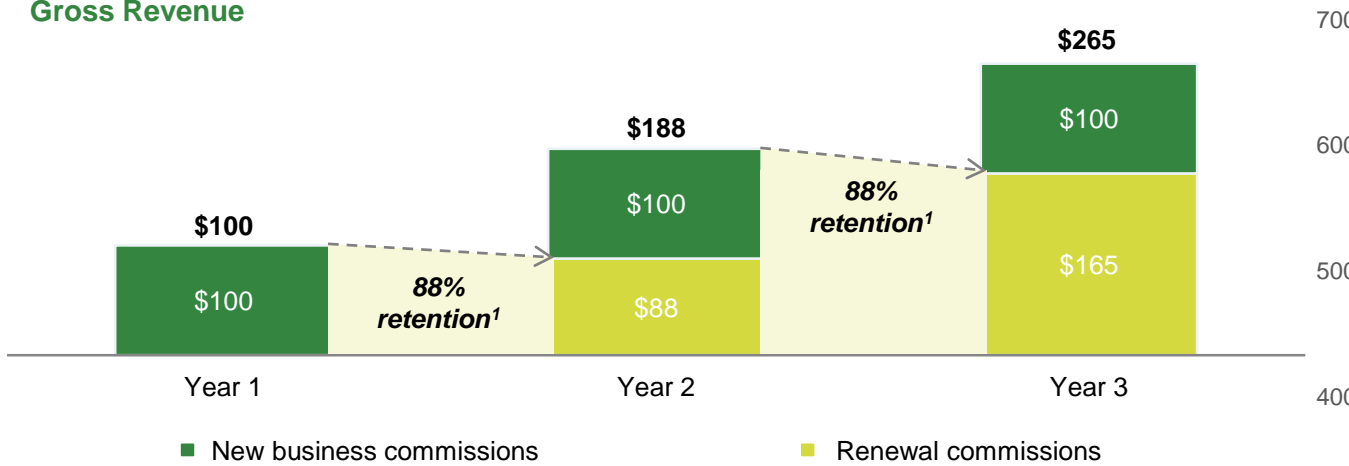 Gross Revenue
$265
$188
$100
$100
$100
$100
88%
retention¹
$88
88%
retention¹
$165
Year 1
Year 2
Year 3
New business commissions
Renewal commissions